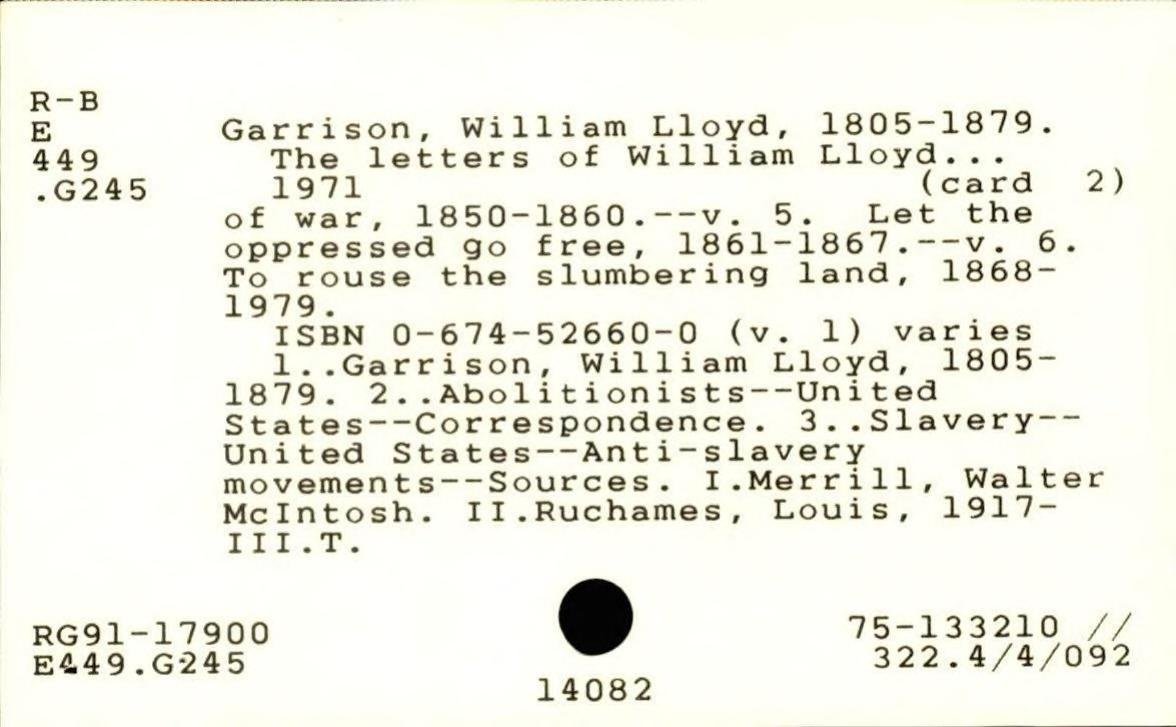 R-B
E
449
.G245
Garrison, William Lloyd, 1805-1879.
The letters of William Lloyd...
1971 (card 2)
of war, 1850-1860.--v. 5. Let the
oppressed go free, 1861-1867.--v. 6.
To rouse the slumbering land, 1868-
1979.
ISBN 0-674-52660-0 (v. 1) varies
1..Garrison, William Lloyd, 1805-
1879. 2..Abolitionists--United
States--Correspondence. 3..Slavery--
United States--Anti-slavery
movements--Sources. I.Merrill, Walter
McIntosh. II.Ruchames, Louis, 1917-
III.T.
RG91-17900
E449.G245
14082
75-133210 //
322.4/4/092